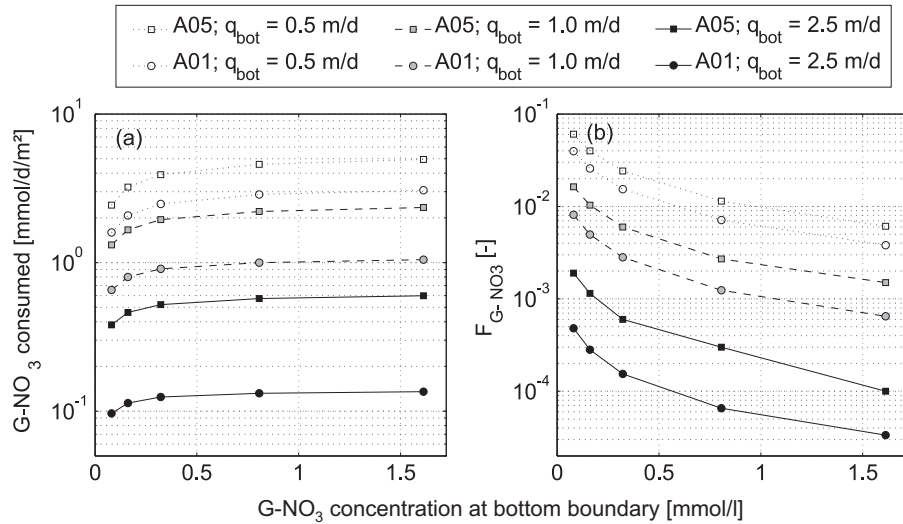 A05; q_bot = 0.5 m/d A05; q_bot = 1.0 m/d A05; q_bot = 2.5 m/d
A01; q_bot = 0.5 m/d A01; q_bot = 1.0 m/d A01; q_bot = 2.5 m/d
(a)
G-NO_3 consumed [mmol/d/m²]
10^1
10^0
10^-1
0 0.5 1 1.5
(b)
F_G-NO3 [-]
10^-1
10^-2
10^-3
10^-4
0 0.5 1 1.5
G-NO_3 concentration at bottom boundary [mmol/l]